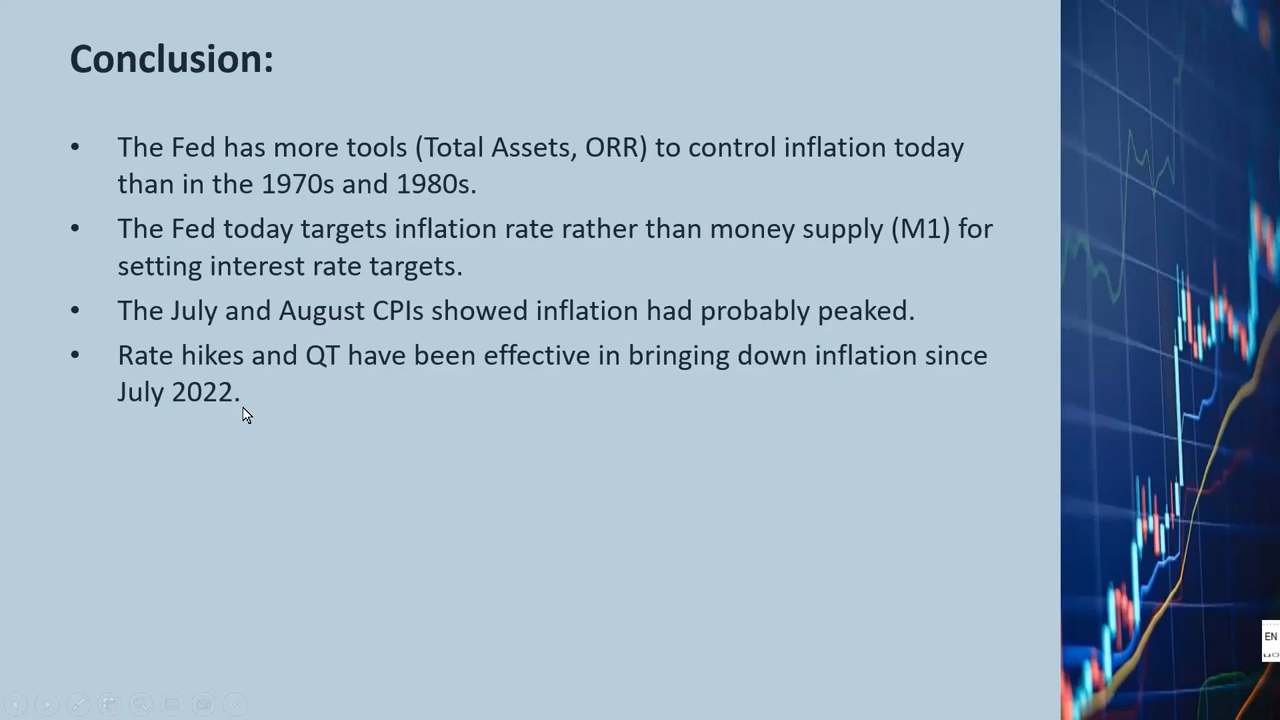 Conclusion:
• The Fed has more tools (Total Assets, ORR) to control inflation today
than in the 1970s and 1980s.
• The Fed today targets inflation rate rather than money supply (M1) for
setting interest rate targets.
• The July and August CPIs showed inflation had probably peaked.
• Rate hikes and QT have been effective in bringing down inflation since
July 2022.
EN